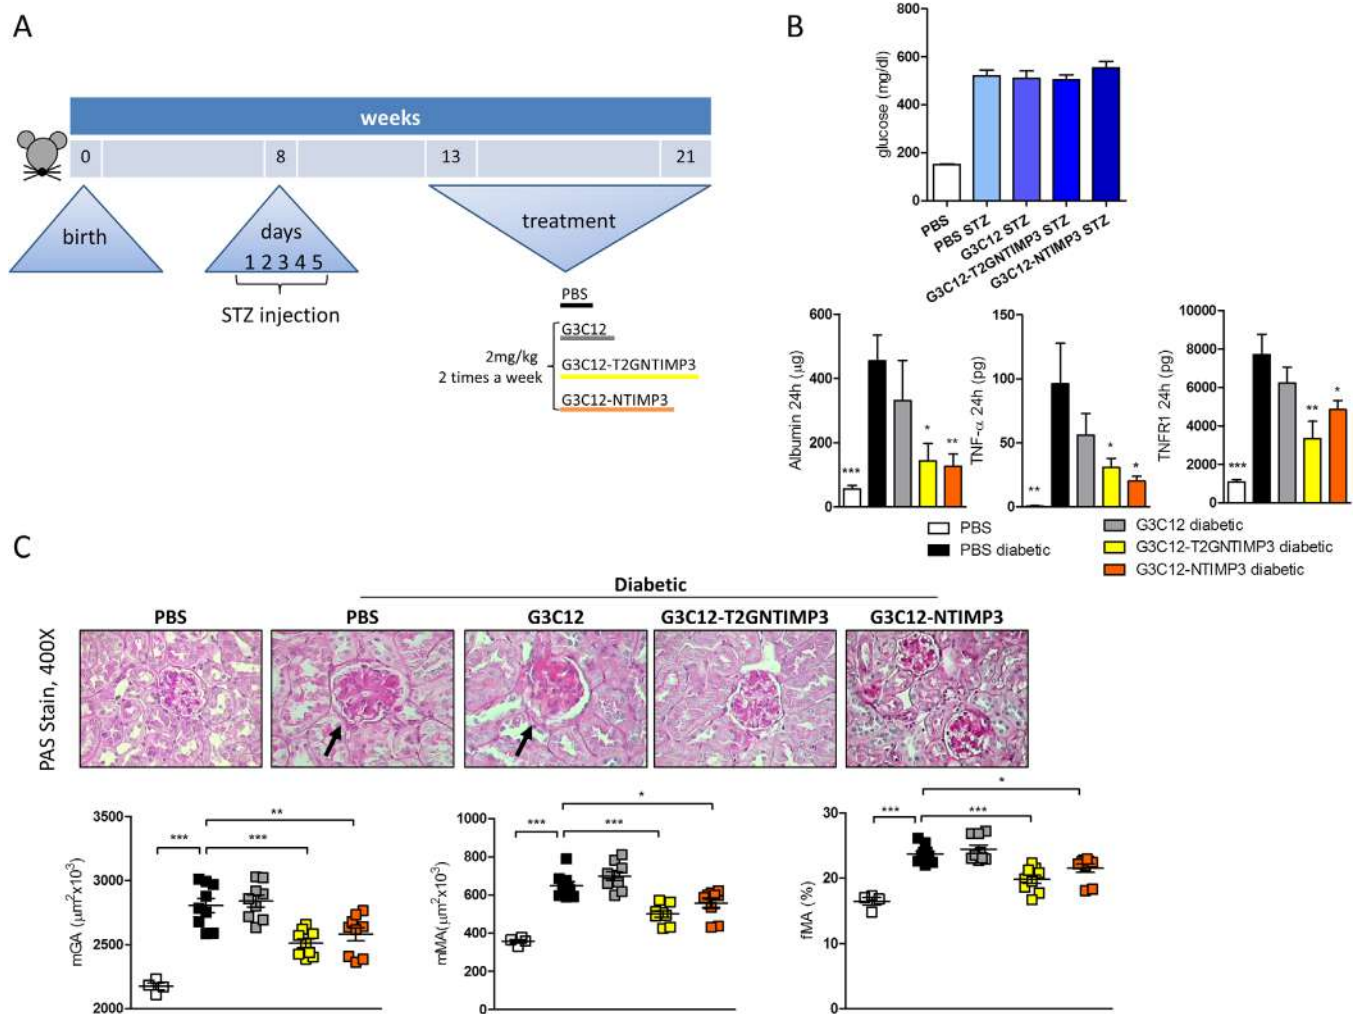 A
weeks
0 8 13 21
birth
days
1 2 3 4 5
STZ injection
treatment
PBS
G3C12
G3C12-T2GNTIMP3
G3C12-NTIMP3
2mg/kg
2 times a week
B
glucose (mg/dl)
800
600
400
200
0
PBS
PBS STZ
G3C12 STZ
G3C12-T2GNTIMP3 STZ
G3C12-NTIMP3 STZ
Albumin 24h (µg)
600
400
200
0
***
*
**
TNF-α 24h (pg)
150
100
50
0
**
*
*
TNFR1 24h (pg)
10000
8000
6000
4000
2000
0
***
**
*
PBS
PBS diabetic
G3C12 diabetic
G3C12-T2GNTIMP3 diabetic
G3C12-NTIMP3 diabetic
C
Diabetic
PBS PBS G3C12 G3C12-T2GNTIMP3 G3C12-NTIMP3
PAS Stain, 400X
mGA (µm²x10³)
3500
3000
2500
2000
**
***
***
mMA(µm²x10³)
1000
800
600
400
200
0
*
***
***
fMA (%)
30
20
10
0
*
***
***